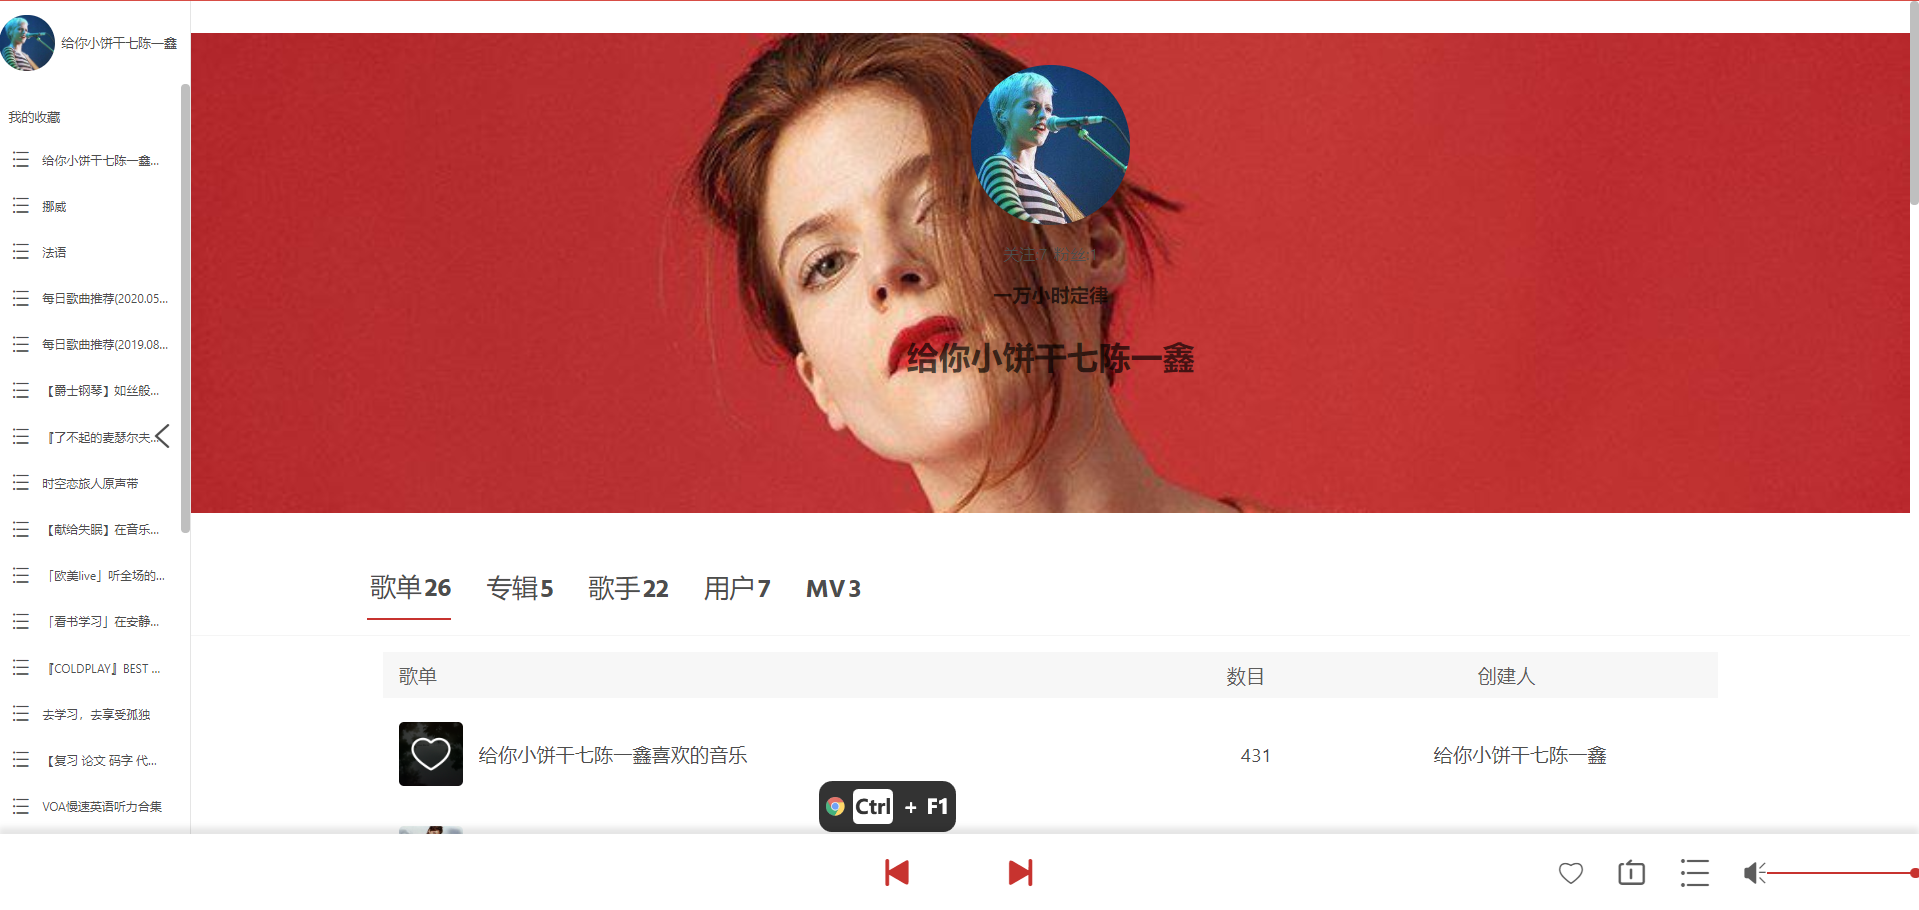 给你小饼干七陈一鑫
我的收藏
给你小饼干七陈一鑫...
挪威
法语
每日歌曲推荐(2020.05...
每日歌曲推荐(2019.08...
【爵士钢琴】如丝般...
『了不起的麦瑟尔夫...
时空恋旅人原声带
【献给失眠】在音乐...
「欧美live」听全场的...
「看书学习」在安静...
『COLDPLAY』BEST ...
去学习，去享受孤独
【复习 论文 码字 代...
VOA慢速英语听力合集
关注
一万小时定律
给你小饼干七陈一鑫
歌单26 专辑5 歌手22 用户7 MV3
歌单 数目 创建人
给你小饼干七陈一鑫喜欢的音乐 431 给你小饼干七陈一鑫
Ctrl + F1